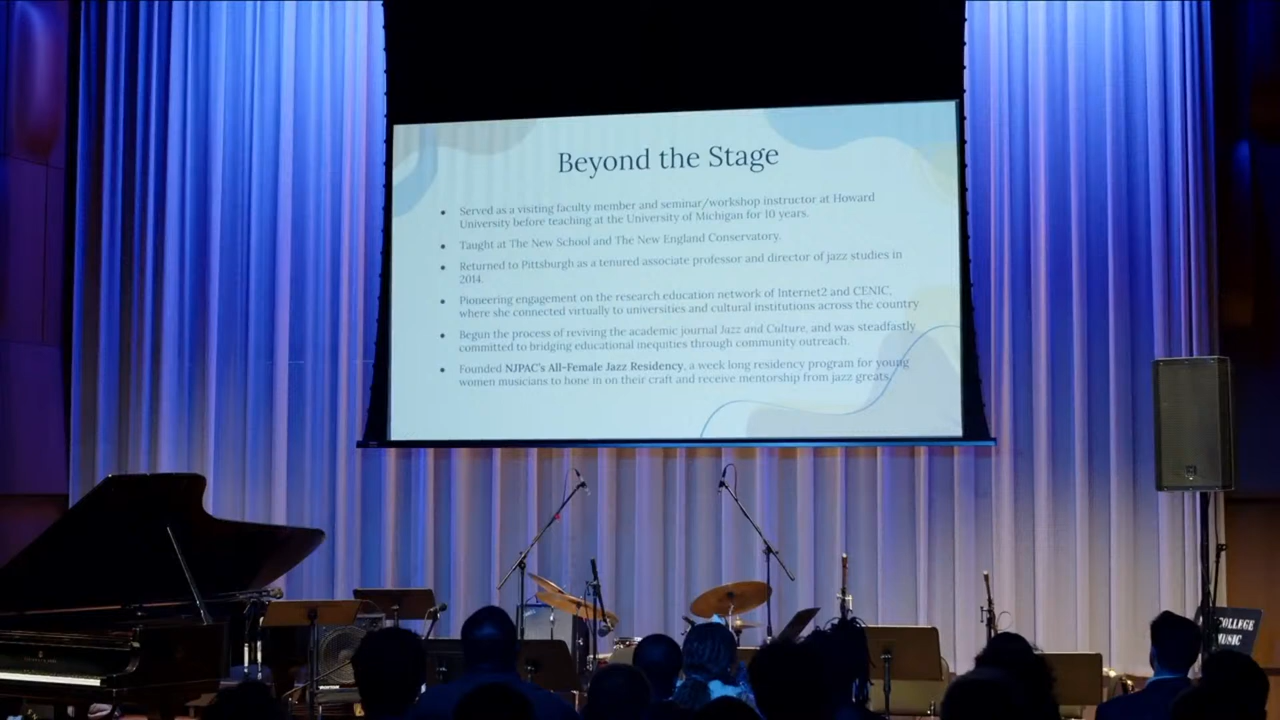 Beyond the Stage
Served as a visiting faculty member and seminar/workshop instructor at Howard
University before teaching at the University of Michigan for 10 years.
Taught at The New School and The New England Conservatory.
Returned to Pittsburgh as a tenured associate professor and director of jazz studies in
2014.
Pioneering engagement on the research education network of Internet2 and CENIC,
where she connected virtually to universities and cultural institutions across the country
Begun the process of reviving the academic journal Jazz and Culture, and was steadfastly
committed to bridging educational inequities through community outreach.
Founded NJPAC's All-Female Jazz Residency, a week long residency program for young
women musicians to hone in on their craft and receive mentorship from jazz greats.
COLLEGE
MUSIC